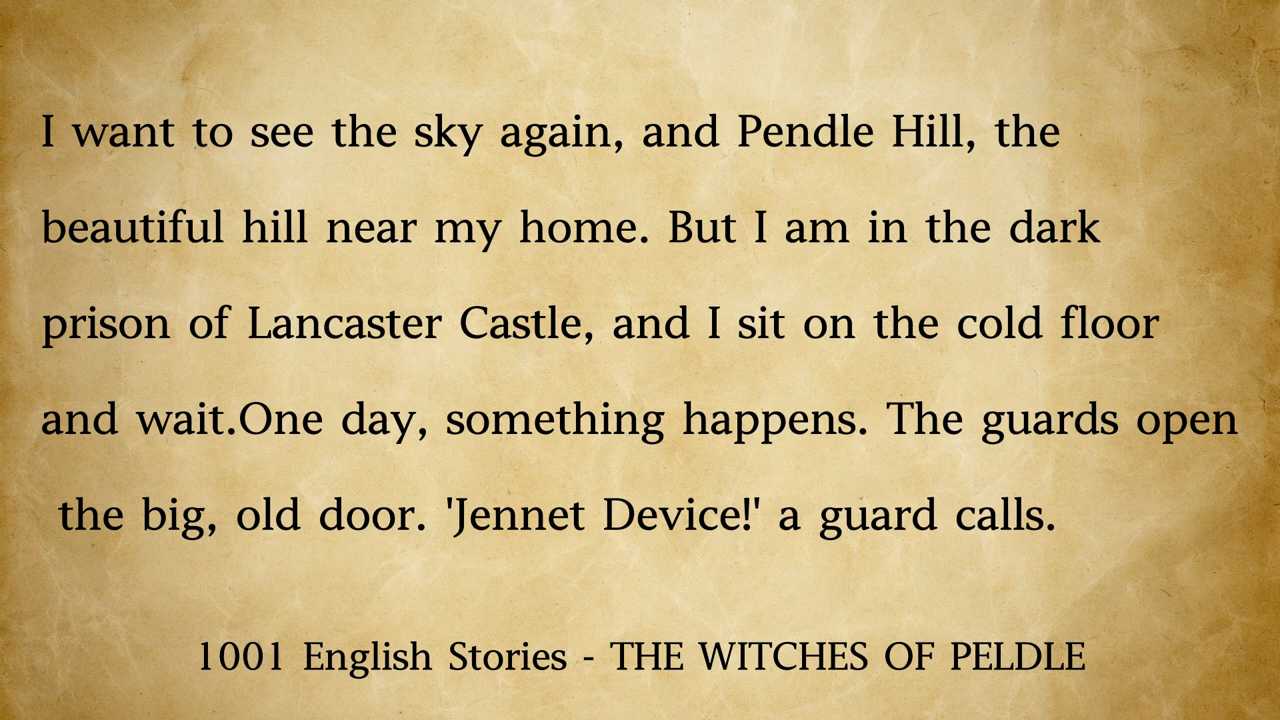 I want to see the sky again, and Pendle Hill, the
beautiful hill near my home. But I am in the dark
prison of Lancaster Castle, and I sit on the cold floor
and wait.One day, something happens. The guards open
the big, old door. 'Jennet Device!' a guard calls.
1001 English Stories - THE WITCHES OF PELDLE